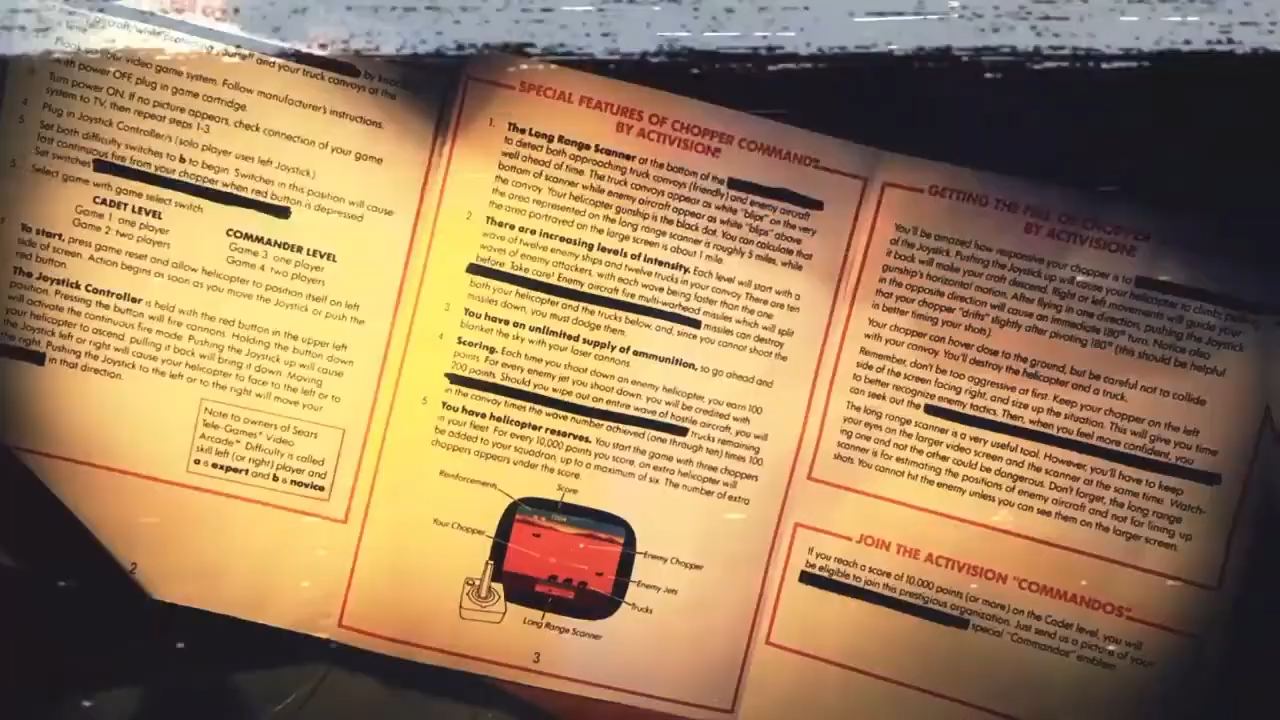 aircraft, while protecting yourself and your truck convoys at the
by knock
Hook up your video game system. Follow manufacturer's instructions.
with power OFF, plug in game cartridge.
Turn power ON. If no picture appears, check connection of your game
system to TV, then repeat steps 1-3.
4.
Plug in Joystick Controller/s (solo player uses left Joystick.)
5.
Set both difficulty switches to b to begin. Switches in this position will cause
fast continuous fire from your chopper when red button is depressed
Set switches
Select game with game select switch
CADET LEVEL
Game 1: one player
Game 2: two players
COMMANDER LEVEL
Game 3: one player
Game 4: two players
To start, press game reset and allow helicopter to position itself on left
side of screen. Action begins as soon as you move the Joystick or push the
red button.
The Joystick Controller is held with the red button in the upper left
position. Pressing the button will fire cannons. Holding the button down
will activate the continuous fire mode. Pushing the Joystick up will cause
your helicopter to ascend, pulling it back will bring it down. Moving
the Joystick left or right will cause your helicopter to face to the left or to
the right. Pushing the Joystick to the left or to the right will move your
in that direction.
Note to owners of Sears
Tele-Games® Video
Arcade™ Difficulty is called
skill left (or right) player and
a is expert and b is novice
2
SPECIAL FEATURES OF CHOPPER COMMAND™
BY ACTIVISION®
1. The Long Range Scanner at the bottom of the
to detect both approaching truck convoys (friendly) and enemy aircraft
well ahead of time. The truck convoys appear as white "blips" on the very
bottom of scanner while enemy aircraft appear as white "blips" above
the convoy. Your helicopter gunship is the black dot. You can calculate that
the area represented on the long range scanner is roughly 5 miles, while
the area portrayed on the large screen is about 1 mile.
2. There are increasing levels of intensity. Each level will start with a
wave of twelve enemy ships and twelve trucks in your convoy. There are ten
waves of enemy attackers, with each wave being faster than the one
before. Take care! Enemy aircraft fire multi-warhead missiles which will split
both your helicopter and the trucks below, and, since you cannot shoot the
missiles can destroy
missiles down, you must dodge them.
3. You have an unlimited supply of ammunition, so go ahead and
blanket the sky with your laser cannons.
4. Scoring. Each time you shoot down an enemy helicopter, you earn 100
points. For every enemy jet you shoot down, you will be credited with
200 points. Should you wipe out an entire wave of hostile aircraft, you will
trucks remaining
in the convoy times the wave number achieved (one through ten) times 100.
5. You have helicopter reserves. You start the game with three choppers
in your fleet. For every 10,000 points you score, an extra helicopter will
be added to your squadron, up to a maximum of six. The number of extra
choppers appears under the score.
Reinforcements
Score
Your Chopper
Enemy Chopper
Enemy Jets
Trucks
Long Range Scanner
3
GETTING THE FEEL OF CHOPPER
BY ACTIVISION®
You'll be amazed how responsive your chopper is to
of the Joystick. Pushing the Joystick up will cause your helicopter to climb; pulling
it back will make your craft descend. Right or left movements will guide your
gunship's horizontal motion. After flying in one direction, pushing the Joystick
in the opposite direction will cause an immediate 180° turn. Notice also
that your chopper "drifts" slightly after pivoting 180° (this should be helpful
in better timing your shots).
Your chopper can hover close to the ground, but be careful not to collide
with your convoy. You'll destroy the helicopter and a truck.
Remember, don't be too aggressive at first. Keep your chopper on the left
side of the screen facing right, and size up the situation. This will give you time
to better recognize enemy tactics. Then, when you feel more confident, you
can seek out the
The long range scanner is a very useful tool. However, you'll have to keep
your eyes on the larger video screen and the scanner at the same time. Watch-
ing one and not the other could be dangerous. Don't forget, the long range
scanner is for estimating the positions of enemy aircraft and not for lining up
shots. You cannot hit the enemy unless you can see them on the larger screen.
JOIN THE ACTIVISION "COMMANDOS"
If you reach a score of 10,000 points (or more) on the Cadet level, you will
be eligible to join this prestigious organization. Just send us a picture of your
special "Commandos" emblem.